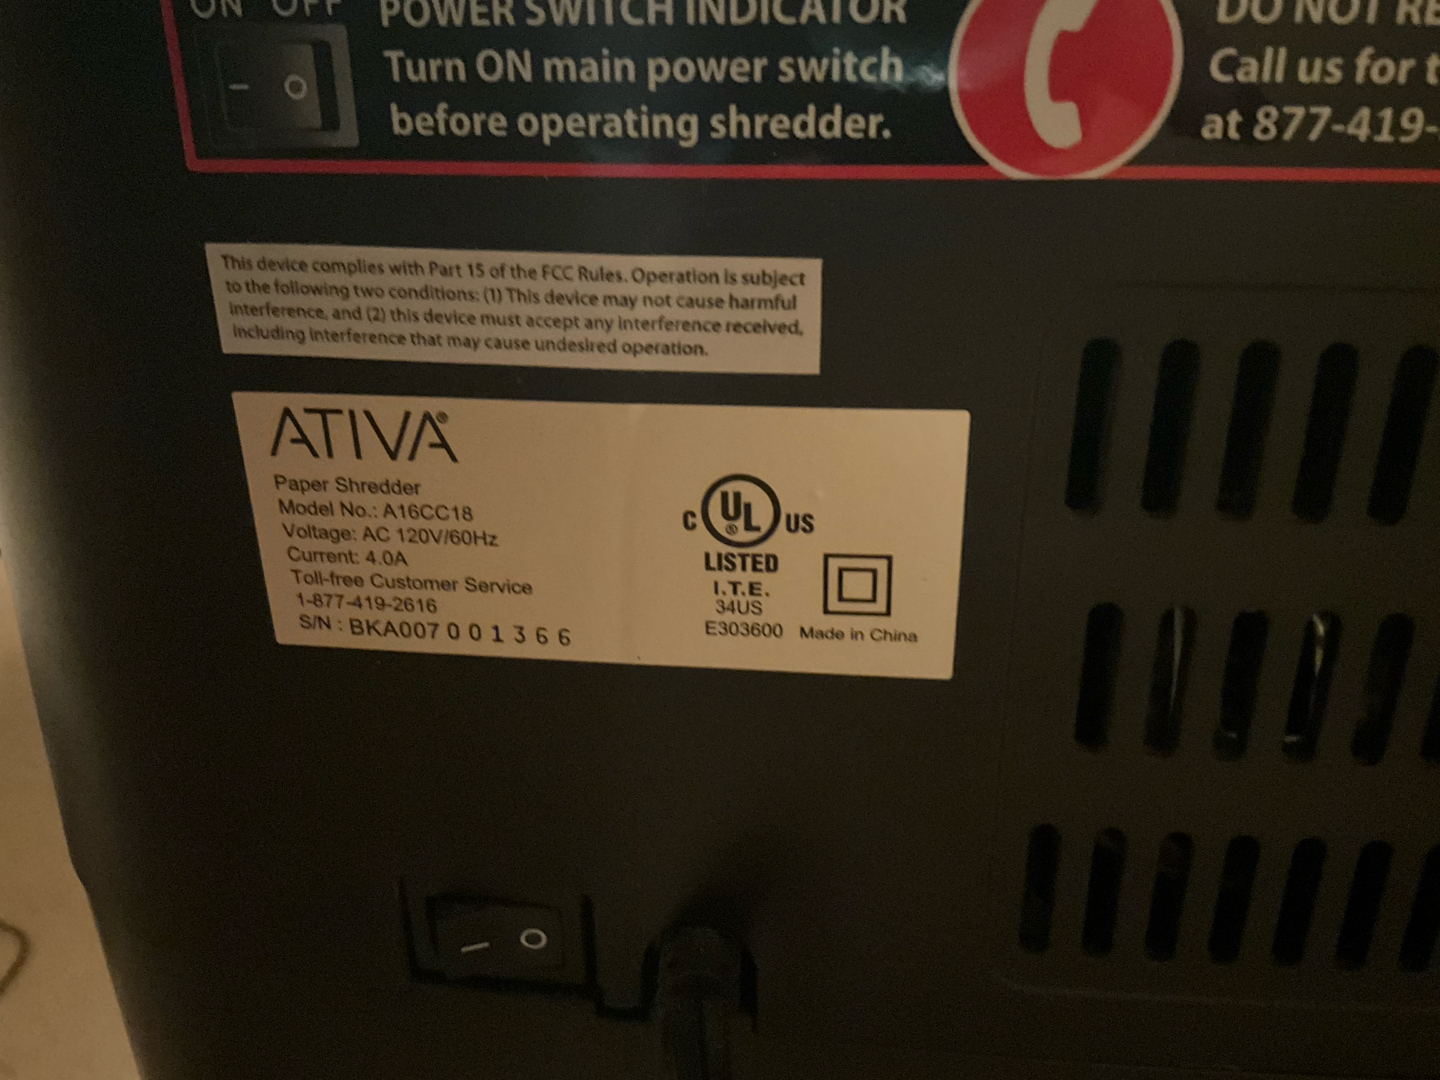 ON OFF
POWER SWITCH INDICATOR
Turn ON main power switch
before operating shredder.
DO NOT
Call us for
at 877-419-
This device complies with Part 15 of the FCC Rules. Operation is subject
to the following two conditions: (1) This device may not cause harmful
interference, and (2) this device must accept any interference received,
including interference that may cause undesired operation.
ATIVA®
Paper Shredder
Model No.: A16CC18
Voltage: AC 120V/60Hz
Current: 4.0A
Toll-free Customer Service
1-877-419-2616
S/N : BKA007 0 0 1 3 6 6
C UL® US
LISTED
I.T.E.
34US
E303600
Made in China